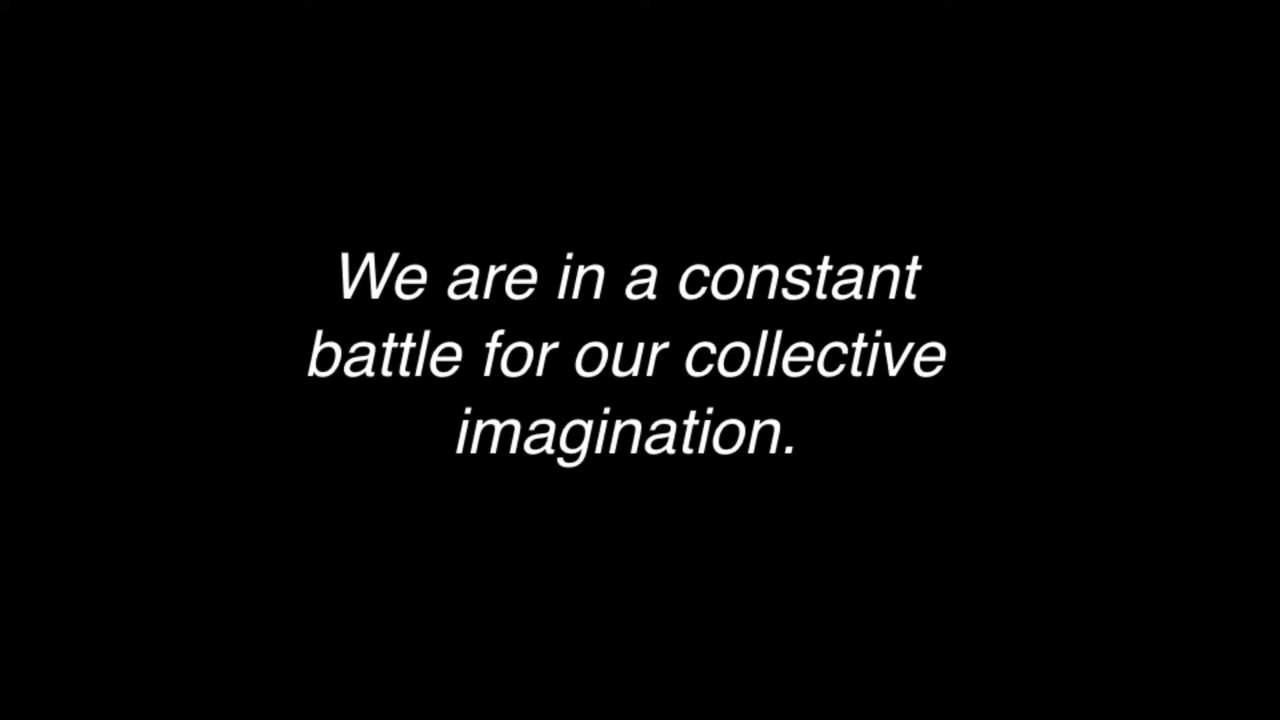 We are in a constant
battle for our collective
imagination.